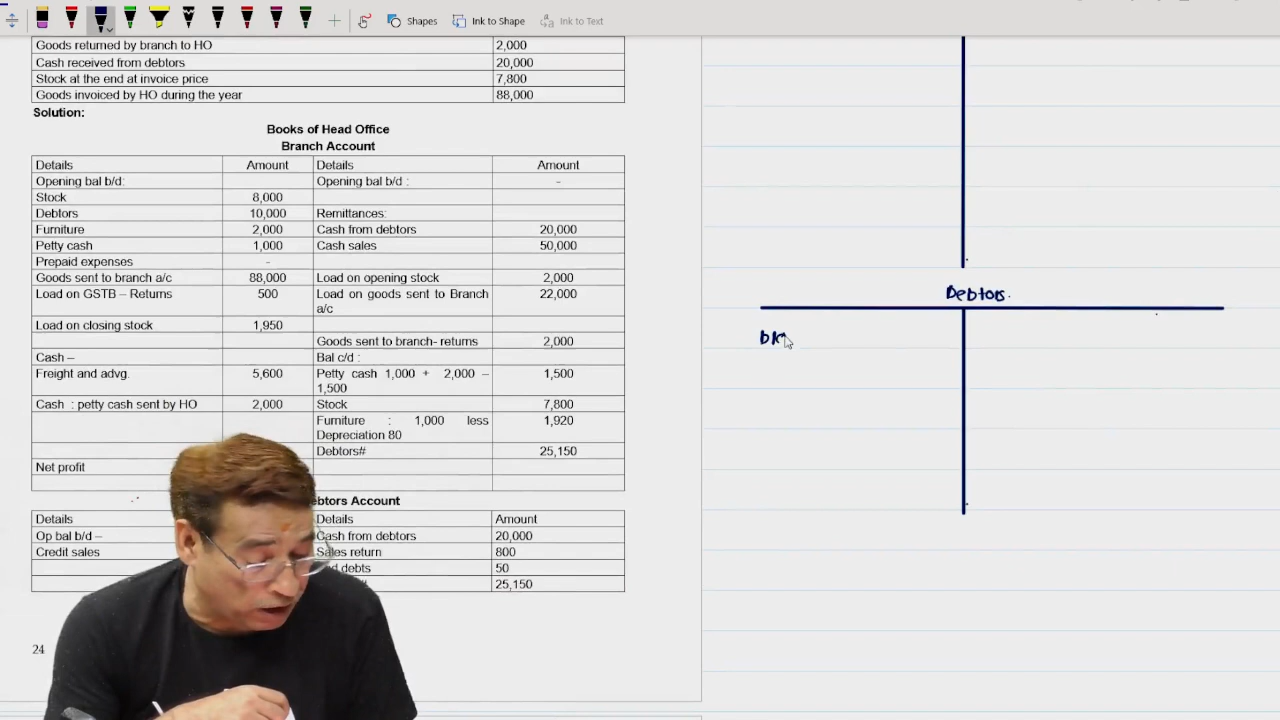 Shapes Ink to Shape Ink to Text
Goods returned by branch to HO 2,000
Cash received from debtors 20,000
Stock at the end at invoice price 7,800
Goods invoiced by HO during the year 88,000
Solution:
Books of Head Office
Branch Account
Details Amount Details Amount
Opening bal b/d: Opening bal b/d : -
Stock 8,000
Debtors 10,000 Remittances:
Furniture 2,000 Cash from debtors 20,000
Petty cash 1,000 Cash sales 50,000
Prepaid expenses -
Goods sent to branch a/c 88,000 Load on opening stock 2,000
Load on GSTB – Returns 500 Load on goods sent to Branch 22,000
a/c
Load on closing stock 1,950
Goods sent to branch- returns 2,000
Cash – Bal c/d :
Freight and advg. 5,600 Petty cash 1,000 + 2,000 – 1,500
1,500
Cash : petty cash sent by HO 2,000 Stock 7,800
Furniture : 1,000 less 1,920
Depreciation 80
Debtors# 25,150
Net profit
Account
Details Details Amount
Op bal b/d – Cash from debtors 20,000
Credit sales Sales return 800
debts 50
25,150
24
Debtors.